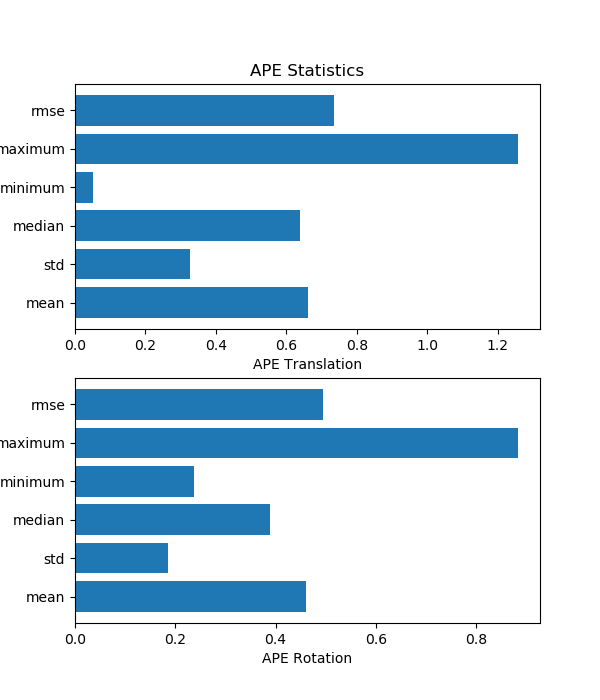 APE Statistics
rmse
maximum
minimum
median
std
mean
0.0 0.2 0.4 0.6 0.8 1.0 1.2
APE Translation
rmse
maximum
minimum
median
std
mean
0.0 0.2 0.4 0.6 0.8
APE Rotation